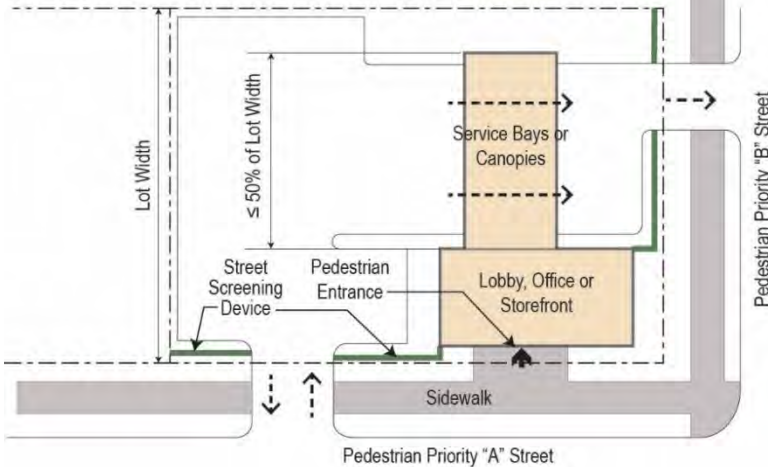 Lot Width
≤ 50% of Lot Width
Service Bays or
Canopies
Pedestrian Priority "B" Street
Street
Screening
Device
Pedestrian
Entrance
Lobby, Office or
Storefront
Sidewalk
Pedestrian Priority "A" Street